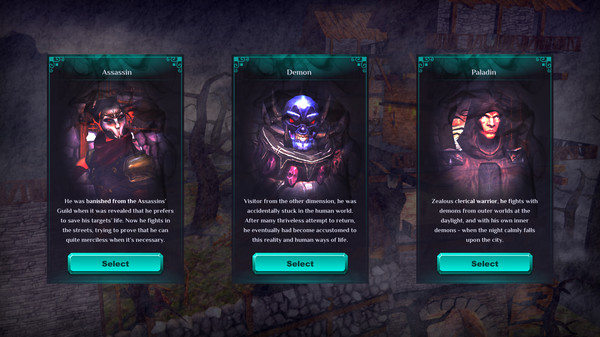 Assassin
He was banished from the Assassins'
Guild when it was revealed that he prefers
to save his targets' life. Now he fights in
the streets, trying to prove that he can
quite merciless when it's necessary.
Select
Demon
Visitor from the other dimension, he was
accidentally stuck in the human world.
After many thriveless attempt to return,
he eventually had become accustomed to
this reality and human ways of life.
Select
Paladin
Zealous clerical warrior, he fights with
demons from outer worlds at the
daylight, and with his own inner
demons - when the night calmly falls
upon the city.
Select